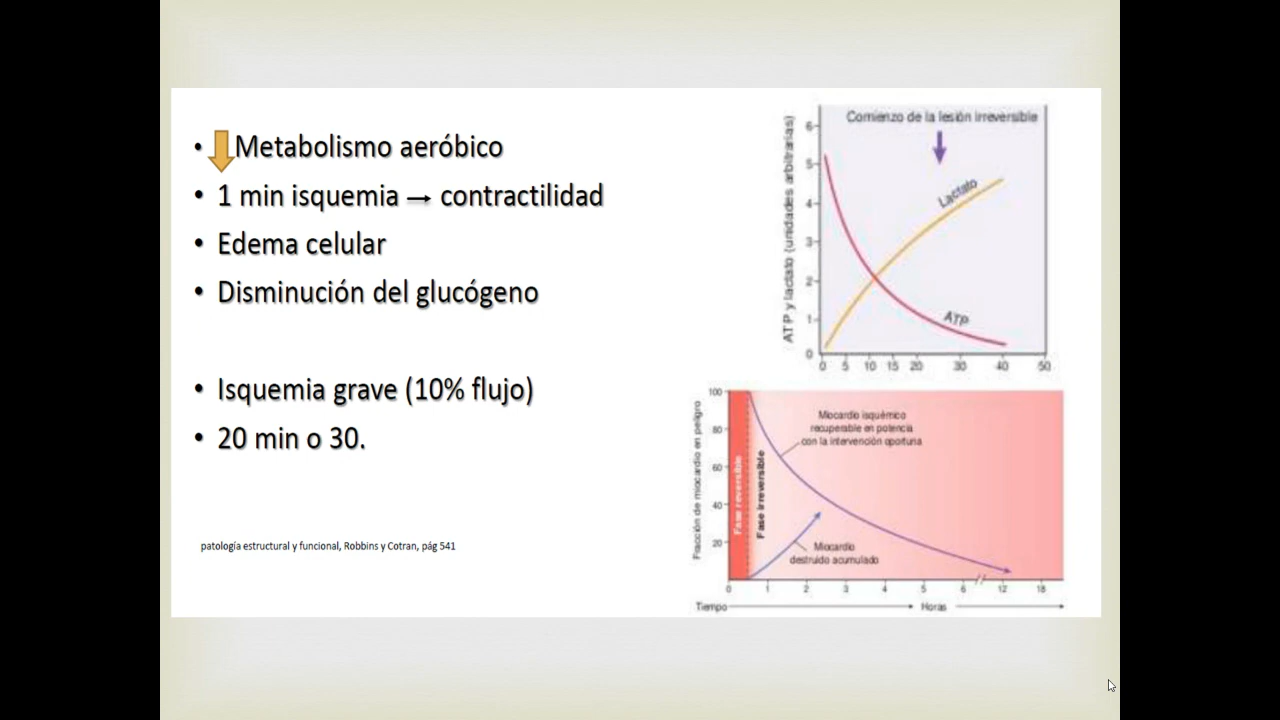 • Metabolismo aeróbico
• 1 min isquemia → contractilidad
• Edema celular
• Disminución del glucógeno
• Isquemia grave (10% flujo)
• 20 min o 30.
patología estructural y funcional, Robbins y Cotran, pág 541
Comienzo de la lesión irreversible
ATP y lactato (unidades arbitrarias)
Lactato
ATP
6
5
4
3
2
1
0
0 5 10 15 20 30 40 50
Fracción de miocardio en peligro
100
80
60
40
20
Fase reversible
Fase irreversible
Miocardio isquémico
recuperable en potencia
con la intervención oportuna
Miocardio
destruido acumulado
0 1 2 3 4 5 6 // 12 18
Tiempo Horas